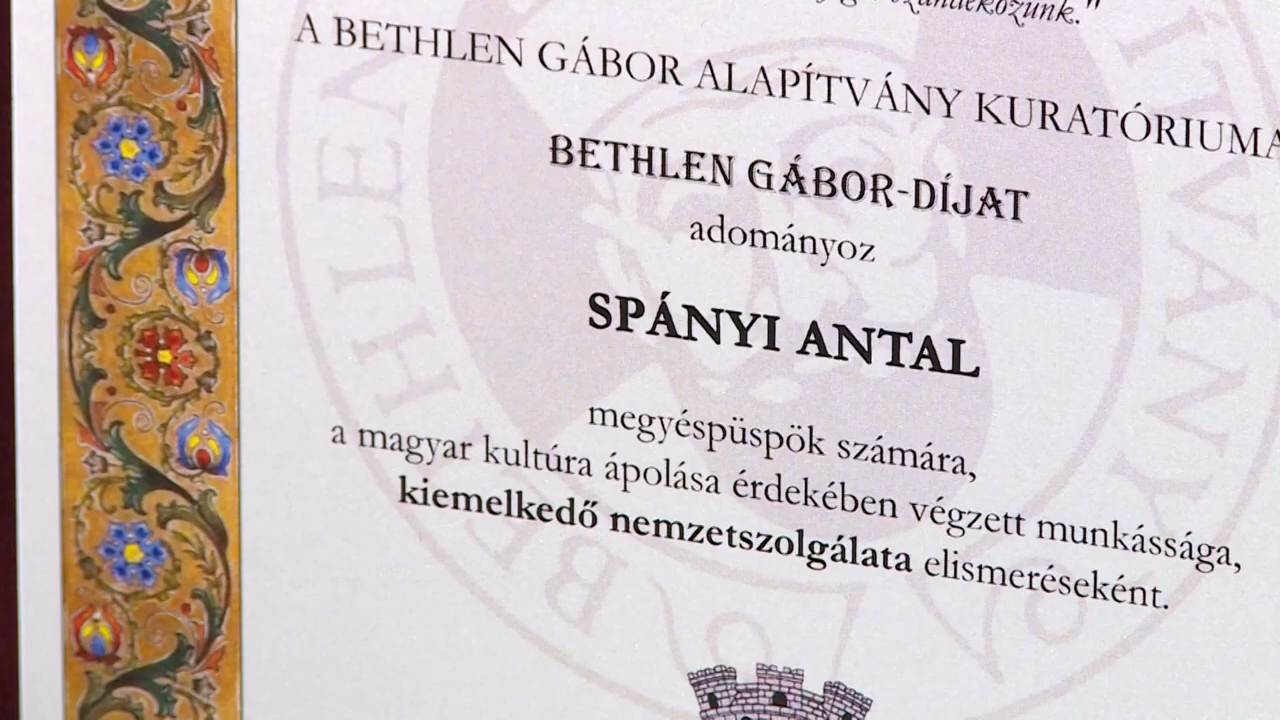 A BETHLEN GÁBOR ALAPÍTVÁNY KURATÓRIUMA
BETHLEN GÁBOR-DÍJAT
adományoz
SPÁNYI ANTAL
megyéspüspök számára,
a magyar kultúra ápolása érdekében végzett munkássága,
kiemelkedő nemzetszolgálata elismeréseként.